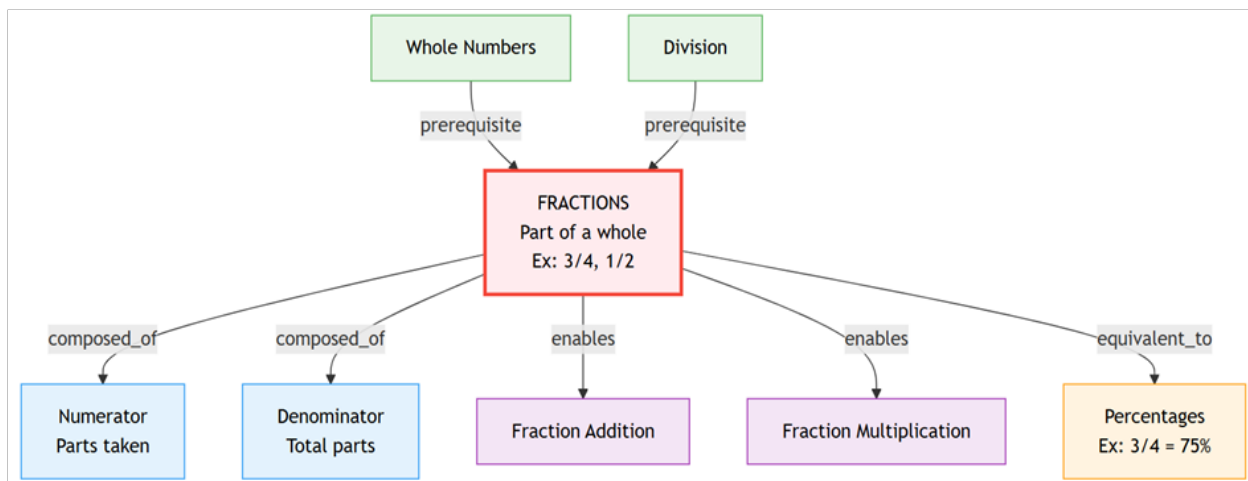 Whole Numbers
Division
prerequisite
prerequisite
FRACTIONS
Part of a whole
Ex: 3/4, 1/2
composed_of
composed_of
enables
enables
equivalent_to
Numerator
Parts taken
Denominator
Total parts
Fraction Addition
Fraction Multiplication
Percentages
Ex: 3/4 = 75%